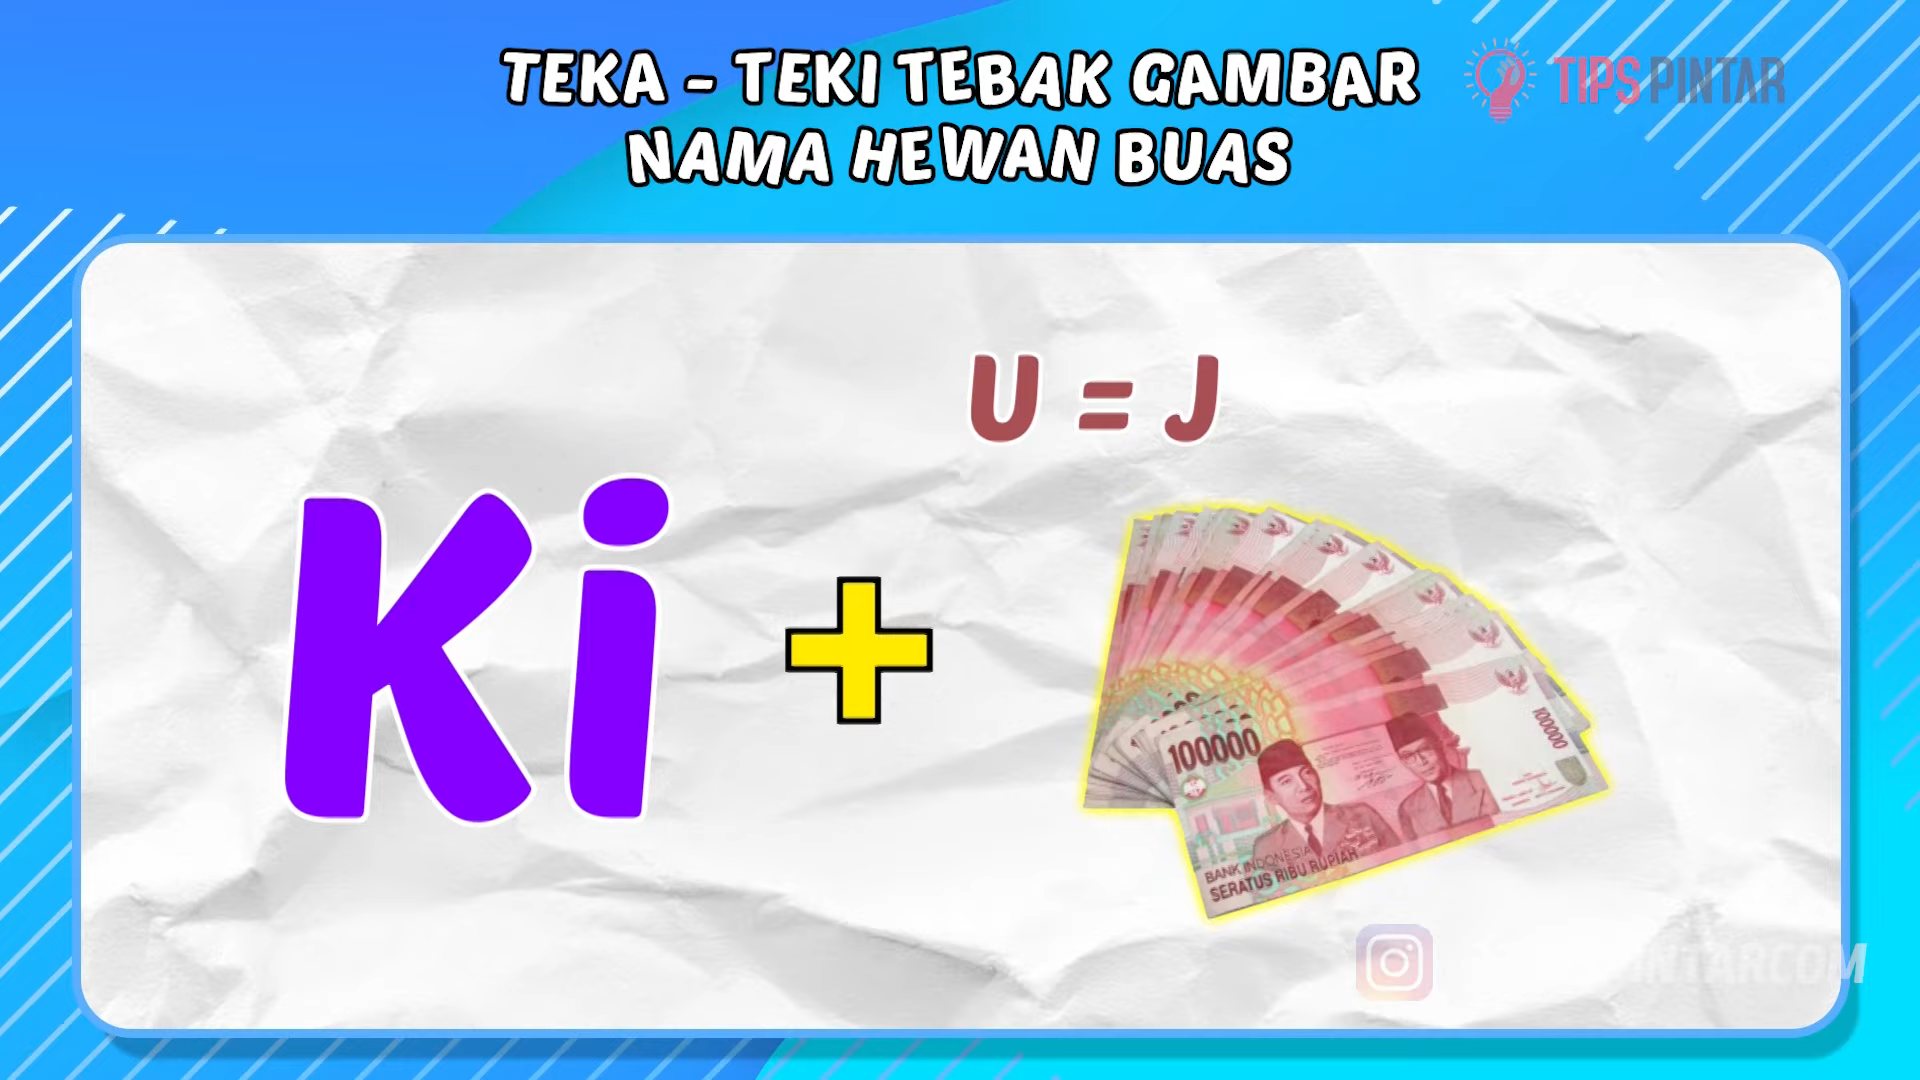 TEKA - TEKI TEBAK GAMBAR
NAMA HEWAN BUAS
TIPS PINTAR
U = J
Ki
+
100000
100000
BANK INDONESIA
SERATUS RIBU RUPIAH